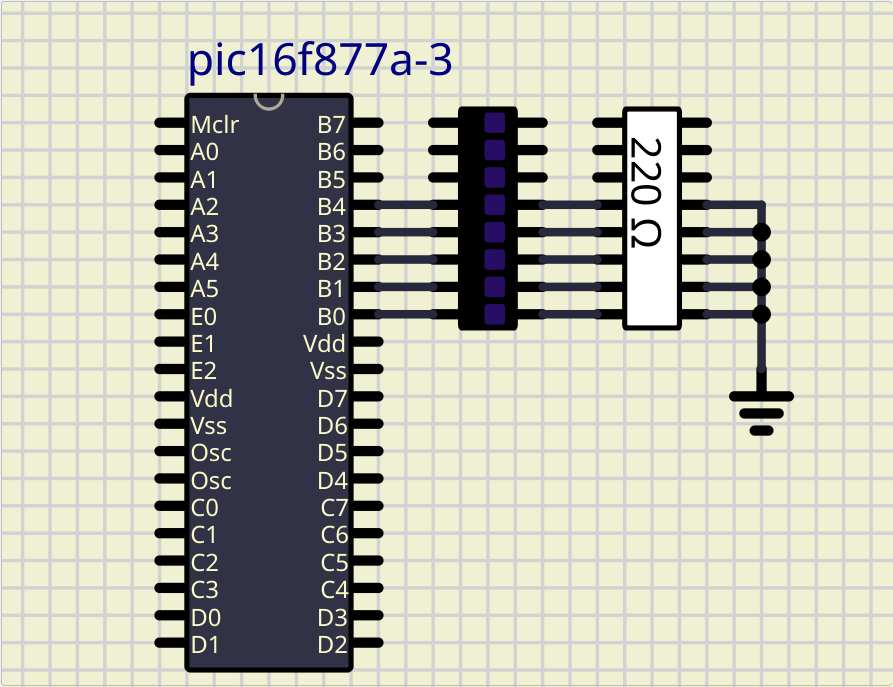 pic16f877a-3
Mclr B7
A0 B6
A1 B5
A2 B4
A3 B3
A4 B2
A5 B1
E0 B0
E1 Vdd
E2 Vss
Vdd D7
Vss D6
Osc D5
Osc D4
C0 C7
C1 C6
C2 C5
C3 C4
D0 D3
D1 D2
220 Ω